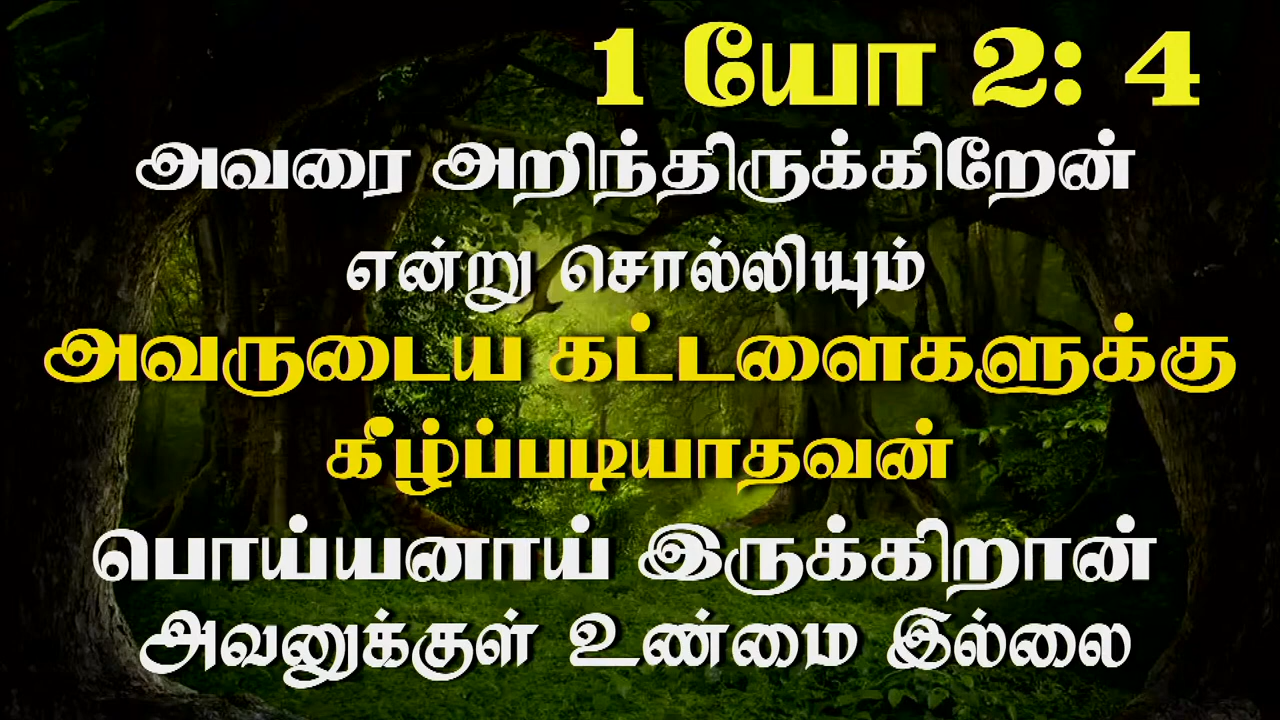 1 யோ 2: 4
அவரை அறிந்திருக்கிறேன்
என்று சொல்லியும்
அவருடைய கட்டளைகளுக்கு
கீழ்ப்படியாதவன்
பொய்யனாய் இருக்கிறான்
அவனுக்குள் உண்மை இல்லை